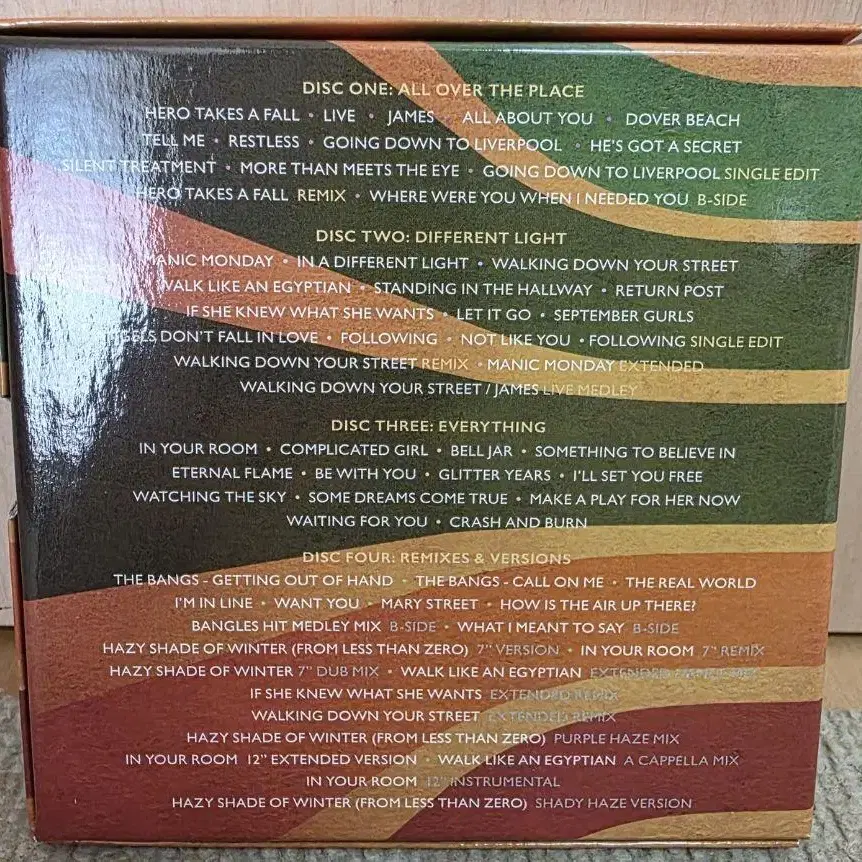 DISC ONE: ALL OVER THE PLACE
HERO TAKES A FALL • LIVE • JAMES • ALL ABOUT YOU • DOVER BEACH
TELL ME • RESTLESS • GOING DOWN TO LIVERPOOL • HE'S GOT A SECRET
SILENT TREATMENT • MORE THAN MEETS THE EYE • GOING DOWN TO LIVERPOOL SINGLE EDIT
HERO TAKES A FALL REMIX • WHERE WERE YOU WHEN I NEEDED YOU B-SIDE
DISC TWO: DIFFERENT LIGHT
MANIC MONDAY • IN A DIFFERENT LIGHT • WALKING DOWN YOUR STREET
WALK LIKE AN EGYPTIAN • STANDING IN THE HALLWAY • RETURN POST
IF SHE KNEW WHAT SHE WANTS • LET IT GO • SEPTEMBER GURLS
DON'T FALL IN LOVE • FOLLOWING • NOT LIKE YOU • FOLLOWING SINGLE EDIT
WALKING DOWN YOUR STREET REMIX • MANIC MONDAY EXTENDED
WALKING DOWN YOUR STREET / JAMES LIVE MEDLEY
DISC THREE: EVERYTHING
IN YOUR ROOM • COMPLICATED GIRL • BELL JAR • SOMETHING TO BELIEVE IN
ETERNAL FLAME • BE WITH YOU • GLITTER YEARS • I'LL SET YOU FREE
WATCHING THE SKY • SOME DREAMS COME TRUE • MAKE A PLAY FOR HER NOW
WAITING FOR YOU • CRASH AND BURN
DISC FOUR: REMIXES & VERSIONS
THE BANGS - GETTING OUT OF HAND • THE BANGS - CALL ON ME • THE REAL WORLD
I'M IN LINE • WANT YOU • MARY STREET • HOW IS THE AIR UP THERE?
BANGLES HIT MEDLEY MIX B-SIDE • WHAT I MEANT TO SAY B-SIDE
HAZY SHADE OF WINTER (FROM LESS THAN ZERO) 7" VERSION • IN YOUR ROOM 7" REMIX
HAZY SHADE OF WINTER 7" DUB MIX • WALK LIKE AN EGYPTIAN EXTENDED
IF SHE KNEW WHAT SHE WANTS EXTENDED REMIX
WALKING DOWN YOUR STREET EXTENDED REMIX
HAZY SHADE OF WINTER (FROM LESS THAN ZERO) PURPLE HAZE MIX
IN YOUR ROOM 12" EXTENDED VERSION • WALK LIKE AN EGYPTIAN A CAPPELLA MIX
IN YOUR ROOM 12" INSTRUMENTAL
HAZY SHADE OF WINTER (FROM LESS THAN ZERO) SHADY HAZE VERSION